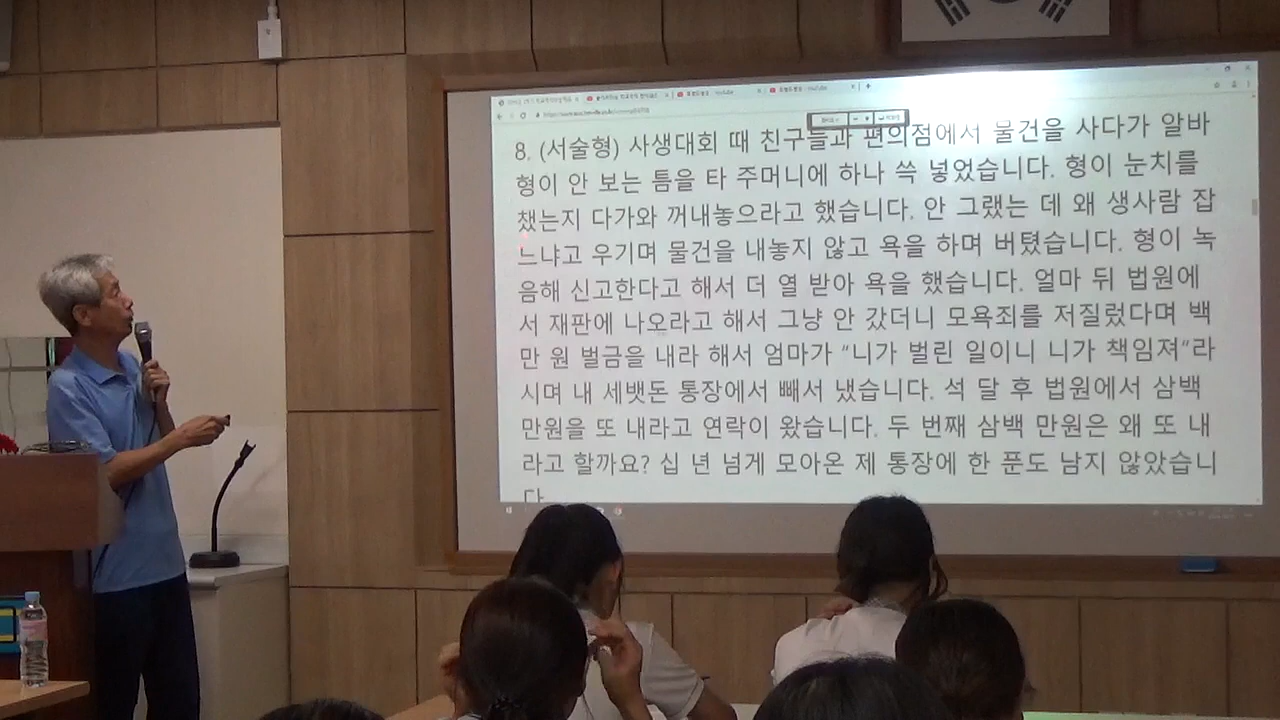 8. (서술형) 사생대회 때 친구들과 편의점에서 물건을 사다가 알바
형이 안 보는 틈을 타 주머니에 하나 쓱 넣었습니다. 형이 눈치를
챘는지 다가와 꺼내놓으라고 했습니다. 안 그랬는 데 왜 생사람 잡
느냐고 우기며 물건을 내놓지 않고 욕을 하며 버텼습니다. 형이 녹
음해 신고한다고 해서 더 열 받아 욕을 했습니다. 얼마 뒤 법원에
서 재판에 나오라고 해서 그냥 안 갔더니 모욕죄를 저질렀다며 백
만 원 벌금을 내라 해서 엄마가 "니가 벌린 일이니 니가 책임져"라
시며 내 세뱃돈 통장에서 빼서 냈습니다. 석 달 후 법원에서 삼백
만원을 또 내라고 연락이 왔습니다. 두 번째 삼백 만원은 왜 또 내
라고 할까요? 십 년 넘게 모아온 제 통장에 한 푼도 남지 않았습니